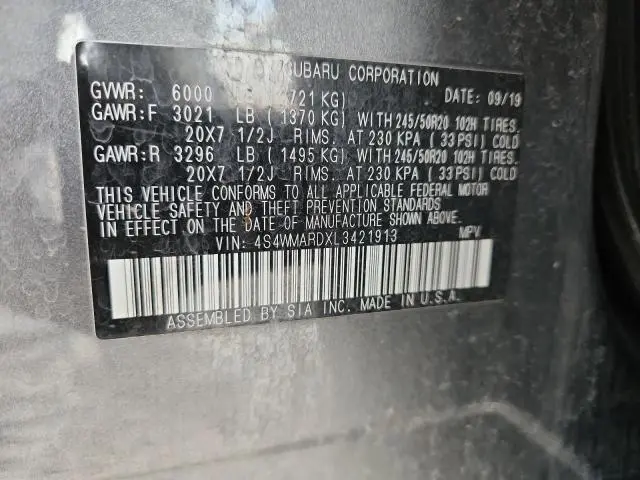 SUBARU CORPORATION
GVWR: 6000 721 KG) DATE: 09/19
GAWR:F 3021 LB ( 1370 KG) WITH 245/50R20 102H TIRES,
20X7 1/2J RIMS, AT 230 KPA ( 33 PSI) COLD
GAWR:R 3296 LB ( 1495 KG) WITH 245/50R20 102H TIRES,
20X7 1/2J RIMS, AT 230 KPA ( 33 PSI) COLD
THIS VEHICLE CONFORMS TO ALL APPLICABLE FEDERAL MOTOR
VEHICLE SAFETY AND THEFT PREVENTION STANDARDS
IN EFFECT ON THE DATE OF MANUFACTURE SHOWN ABOVE.
VIN: 4S4WMARDXL3421913 MPV
ASSEMBLED BY SIA INC. MADE IN U.S.A.